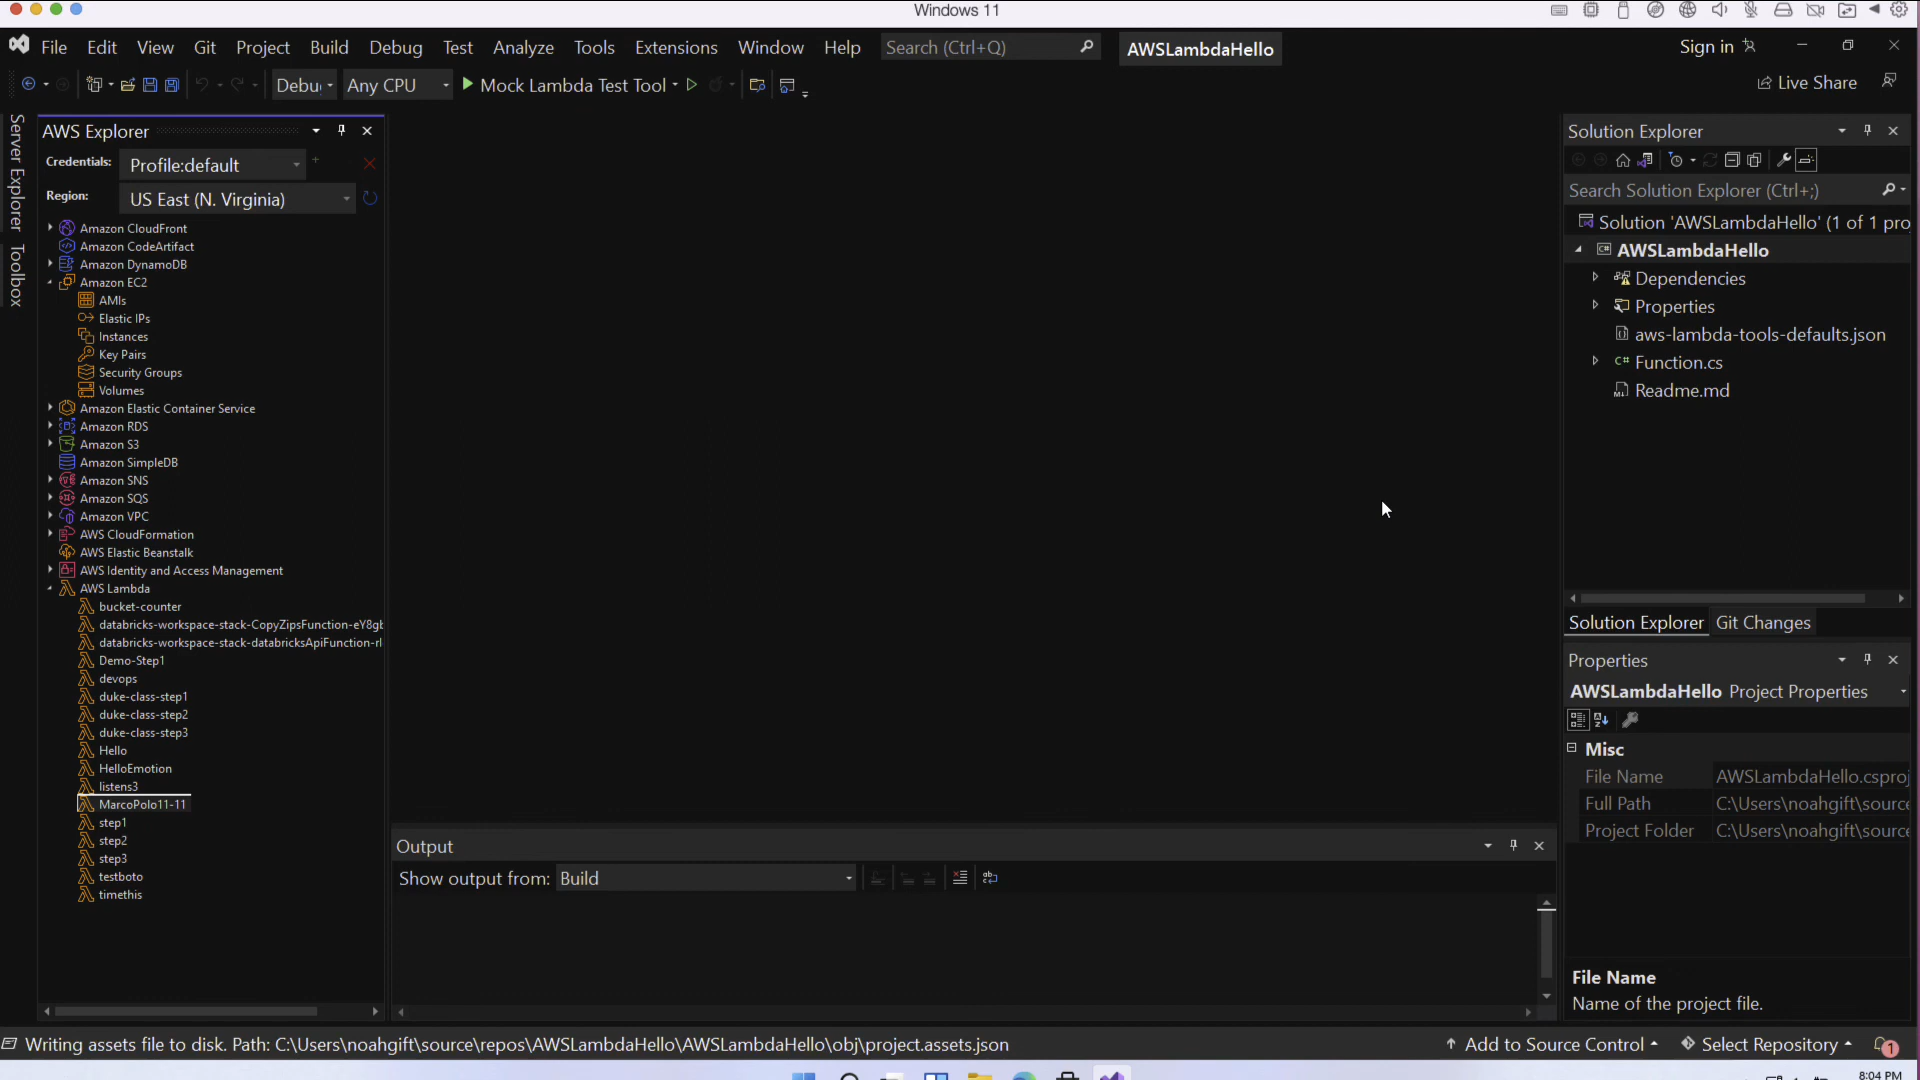 Windows 11
File Edit View Git Project Build Debug Test Analyze Tools Extensions Window Help Search (Ctrl+Q) AWSLambdaHello Sign in
Any CPU Mock Lambda Test Tool Live Share
Server Explorer
Toolbox
AWS Explorer
Credentials: Profile:default
Region: US East (N. Virginia)
Amazon CloudFront
Amazon CodeArtifact
Amazon DynamoDB
Amazon EC2
AMIs
Elastic IPs
Instances
Key Pairs
Security Groups
Volumes
Amazon Elastic Container Service
Amazon RDS
Amazon S3
Amazon SimpleDB
Amazon SNS
Amazon SQS
Amazon VPC
AWS CloudFormation
AWS Elastic Beanstalk
AWS Identity and Access Management
AWS Lambda
bucket-counter
databricks-workspace-stack-CopyZipsFunction-eY8gb
databricks-workspace-stack-databricksApiFunction-rl
Demo-Step1
devops
duke-class-step1
duke-class-step2
duke-class-step3
Hello
HelloEmotion
listens3
MarcoPolo11-11
step1
step2
step3
testboto
timethis
Output
Show output from: Build
Solution Explorer
Search Solution Explorer (Ctrl+;)
Solution 'AWSLambdaHello' (1 of 1 pro
AWSLambdaHello
Dependencies
Properties
aws-lambda-tools-defaults.json
C# Function.cs
Readme.md
Solution Explorer Git Changes
Properties
AWSLambdaHello Project Properties
Misc
File Name AWSLambdaHello.csproj
Full Path C:\Users\noahgift\source
Project Folder C:\Users\noahgift\source
File Name
Name of the project file.
Writing assets file to disk. Path: C:\Users\noahgift\source\repos\AWSLambdaHello\AWSLambdaHello\obj\project.assets.json Add to Source Control Select Repository 1
8:04 PM